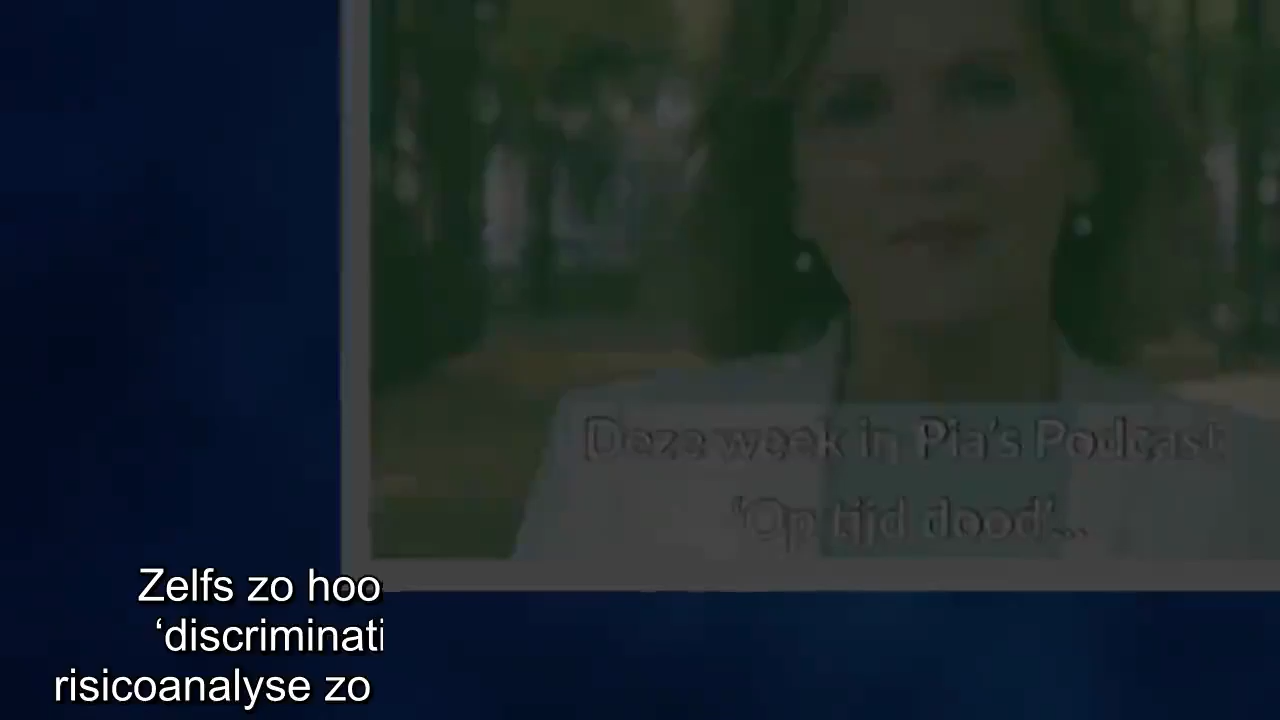 Deze week in Pia's Podcast
'Op tijd dood'...
Zelfs zo hoo
‘discriminati
risicoanalyse zo